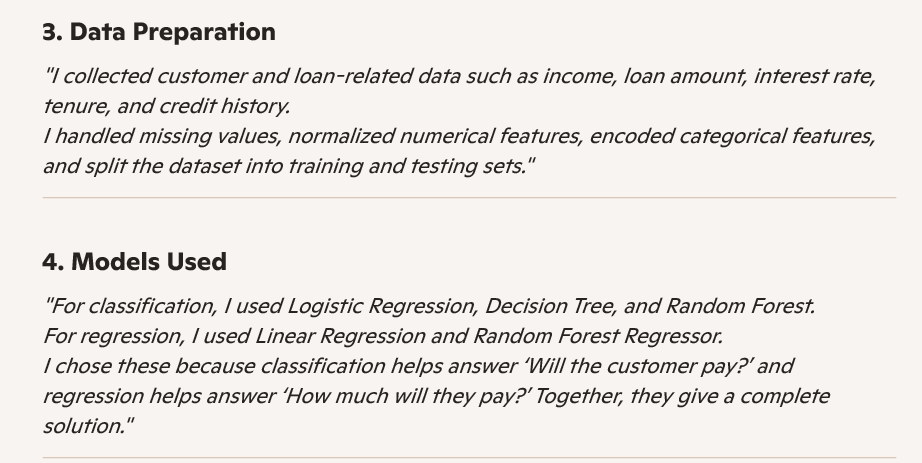 3. Data Preparation
"I collected customer and loan-related data such as income, loan amount, interest rate,
tenure, and credit history.
I handled missing values, normalized numerical features, encoded categorical features,
and split the dataset into training and testing sets."
4. Models Used
"For classification, I used Logistic Regression, Decision Tree, and Random Forest.
For regression, I used Linear Regression and Random Forest Regressor.
I chose these because classification helps answer ‘Will the customer pay?’ and
regression helps answer ‘How much will they pay?’ Together, they give a complete
solution."